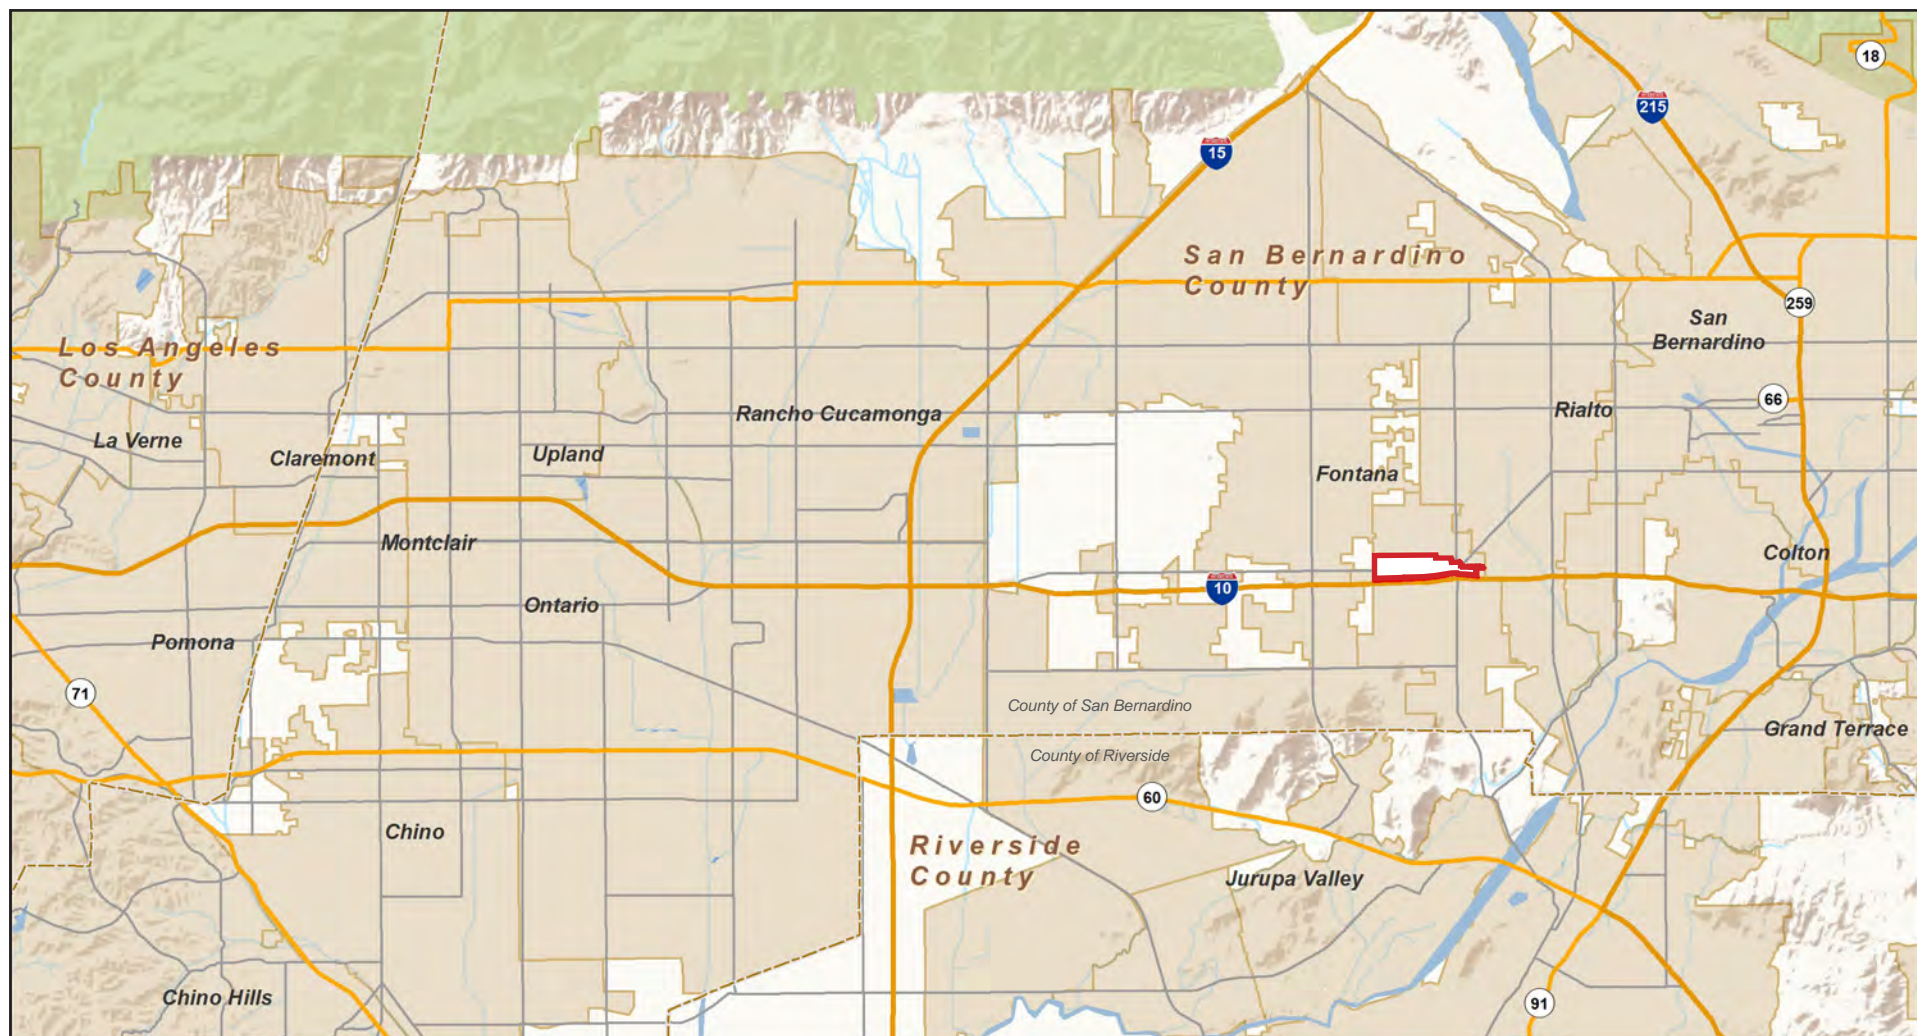 18
215
15
San Bernardino
County
259
San
Bernardino
Los Angeles
County
66
Rancho Cucamonga
Rialto
La Verne
Claremont
Upland
Fontana
Montclair
Colton
10
Ontario
Pomona
71
County of San Bernardino
Grand Terrace
County of Riverside
60
Chino
Riverside
County
Jurupa Valley
Chino Hills
91